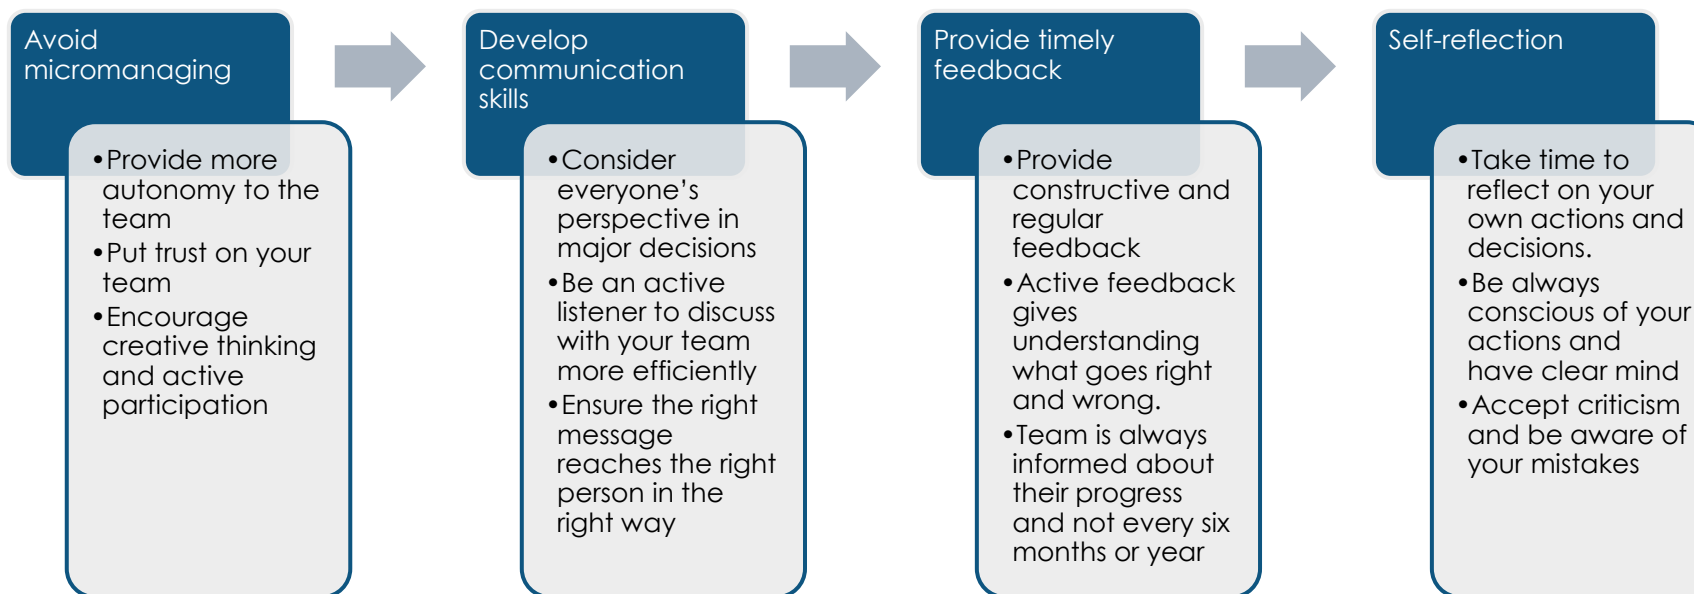 Avoid
micromanaging
•Provide more
autonomy to the
team
•Put trust on your
team
•Encourage
creative thinking
and active
participation
Develop
communication
skills
•Consider
everyone’s
perspective in
major decisions
•Be an active
listener to discuss
with your team
more efficiently
•Ensure the right
message
reaches the right
person in the
right way
Provide timely
feedback
•Provide
constructive and
regular
feedback
•Active feedback
gives
understanding
what goes right
and wrong.
•Team is always
informed about
their progress
and not every six
months or year
Self-reflection
•Take time to
reflect on your
own actions and
decisions.
•Be always
conscious of your
actions and
have clear mind
•Accept criticism
and be aware of
your mistakes